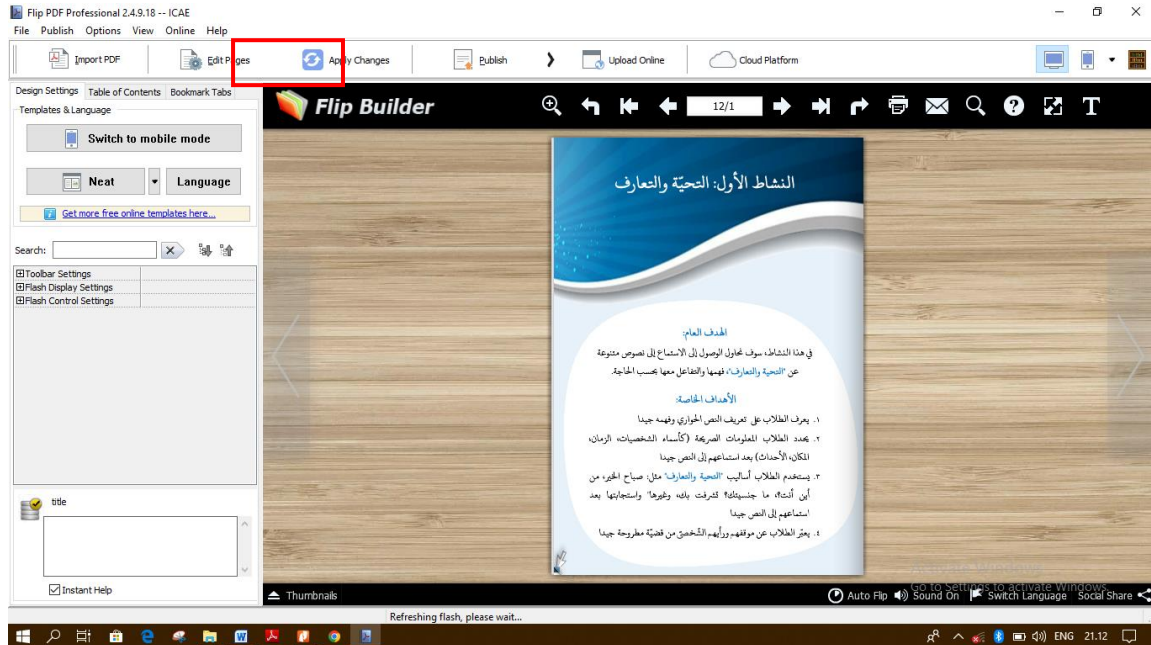 Flip PDF Professional 2.4.9.18 -- ICAE
File Publish Options View Online Help
Import PDF Edit Pages Apply Changes Publish Upload Online Cloud Platform
Design Settings Table of Contents Bookmark Tabs
Templates & Language
Switch to mobile mode
Neat Language
Get more free online templates here...
Search:
Toolbar Settings
Flash Display Settings
Flash Control Settings
title
Instant Help
Flip Builder 12/1 T
النشاط الأول: التحيّة والتعارف
الهدف العام:
في هذا النشاط، سوف نحاول الوصول إلى الاستماع إلى نصوص متنوعة
عن "التحية والتعارف"، فهمها والتفاعل معها بحسب الحاجة.
الأهداف الخاصة:
١. يعرف الطلاب على تعريف النص الحواري وفهمه جيدا
٢. يحدد الطلاب المعلومات الصريحة (كأسماء الشخصيات، الزمان،
المكان، الأحداث) بعد استماعهم إلى النص جيدا
٣. يستخدم الطلاب أساليب "التحية والتعارف" مثل: صباح الخير، من
أين أنت؟، ما جنسيتك؟ تشرفت بك، وغيرها" واستجابتها بعد
استماعهم إلى النص جيدا
٤. يعبّر الطلاب عن موقفهم ورأيهم الشّخصيّ من قضيّة مطروحة جيدا
Activate Windows
Go to Settings to activate Windows.
Thumbnails Auto Flip Sound On Switch Language Social Share
Refreshing flash, please wait...
ENG 21.12